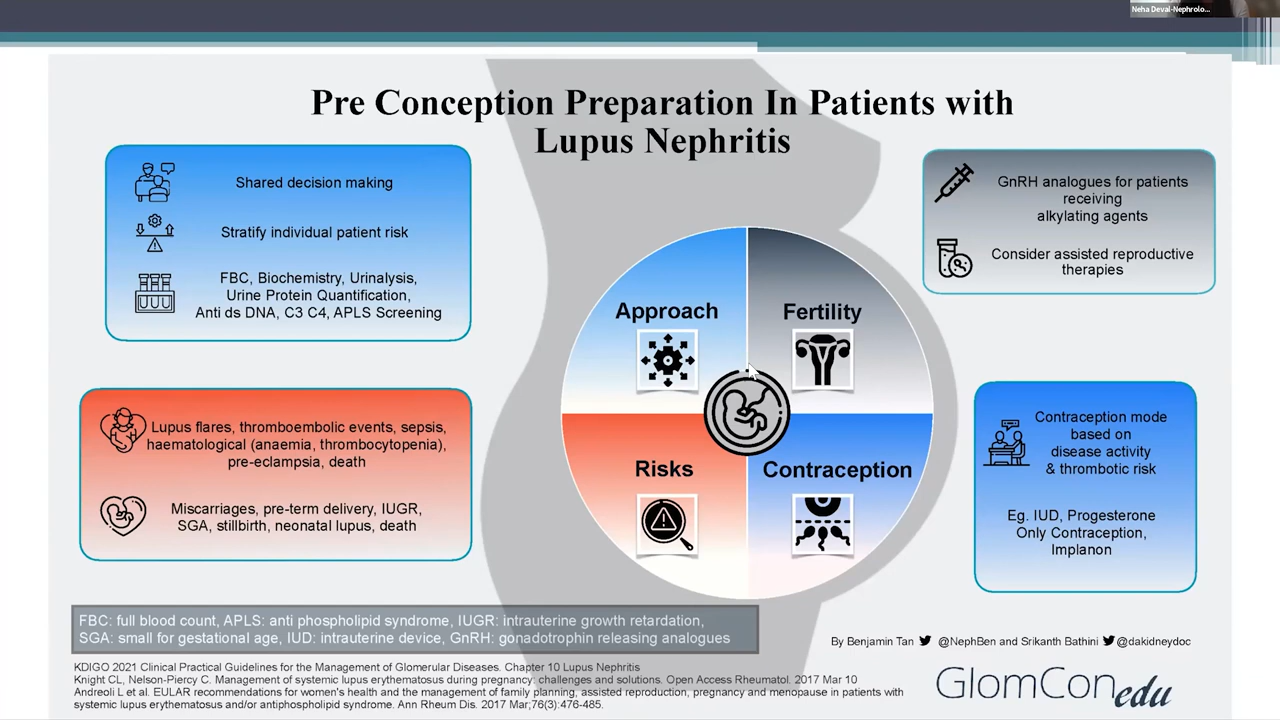 Neha Deval-Nephrolo...
Pre Conception Preparation In Patients with
Lupus Nephritis
Shared decision making
Stratify individual patient risk
FBC, Biochemistry, Urinalysis,
Urine Protein Quantification,
Anti ds DNA, C3 C4, APLS Screening
GnRH analogues for patients
receiving
alkylating agents
Consider assisted reproductive
therapies
Approach
Fertility
Risks
Contraception
Lupus flares, thromboembolic events, sepsis,
haematological (anaemia, thrombocytopenia),
pre-eclampsia, death
Miscarriages, pre-term delivery, IUGR,
SGA, stillbirth, neonatal lupus, death
Contraception mode
based on
disease activity
& thrombotic risk
Eg. IUD, Progesterone
Only Contraception,
Implanon
FBC: full blood count, APLS: anti phospholipid syndrome, IUGR: intrauterine growth retardation,
SGA: small for gestational age, IUD: intrauterine device, GnRH: gonadotrophin releasing analogues
By Benjamin Tan @NephBen and Srikanth Bathini @dakidneydoc
KDIGO 2021 Clinical Practical Guidelines for the Management of Glomerular Diseases. Chapter 10 Lupus Nephritis
Knight CL, Nelson-Piercy C. Management of systemic lupus erythematosus during pregnancy: challenges and solutions. Open Access Rheumatol. 2017 Mar 10
Andreoli L et al. EULAR recommendations for women's health and the management of family planning, assisted reproduction, pregnancy and menopause in patients with
systemic lupus erythematosus and/or antiphospholipid syndrome. Ann Rheum Dis. 2017 Mar;76(3):476-485.
GlomCon edu